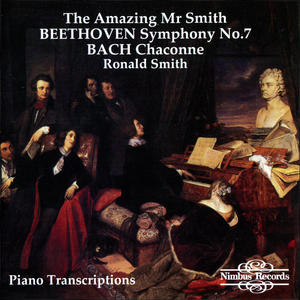 The Amazing Mr Smith
BEETHOVEN Symphony No.7
BACH Chaconne
Ronald Smith
Piano Transcriptions
Nimbus Records